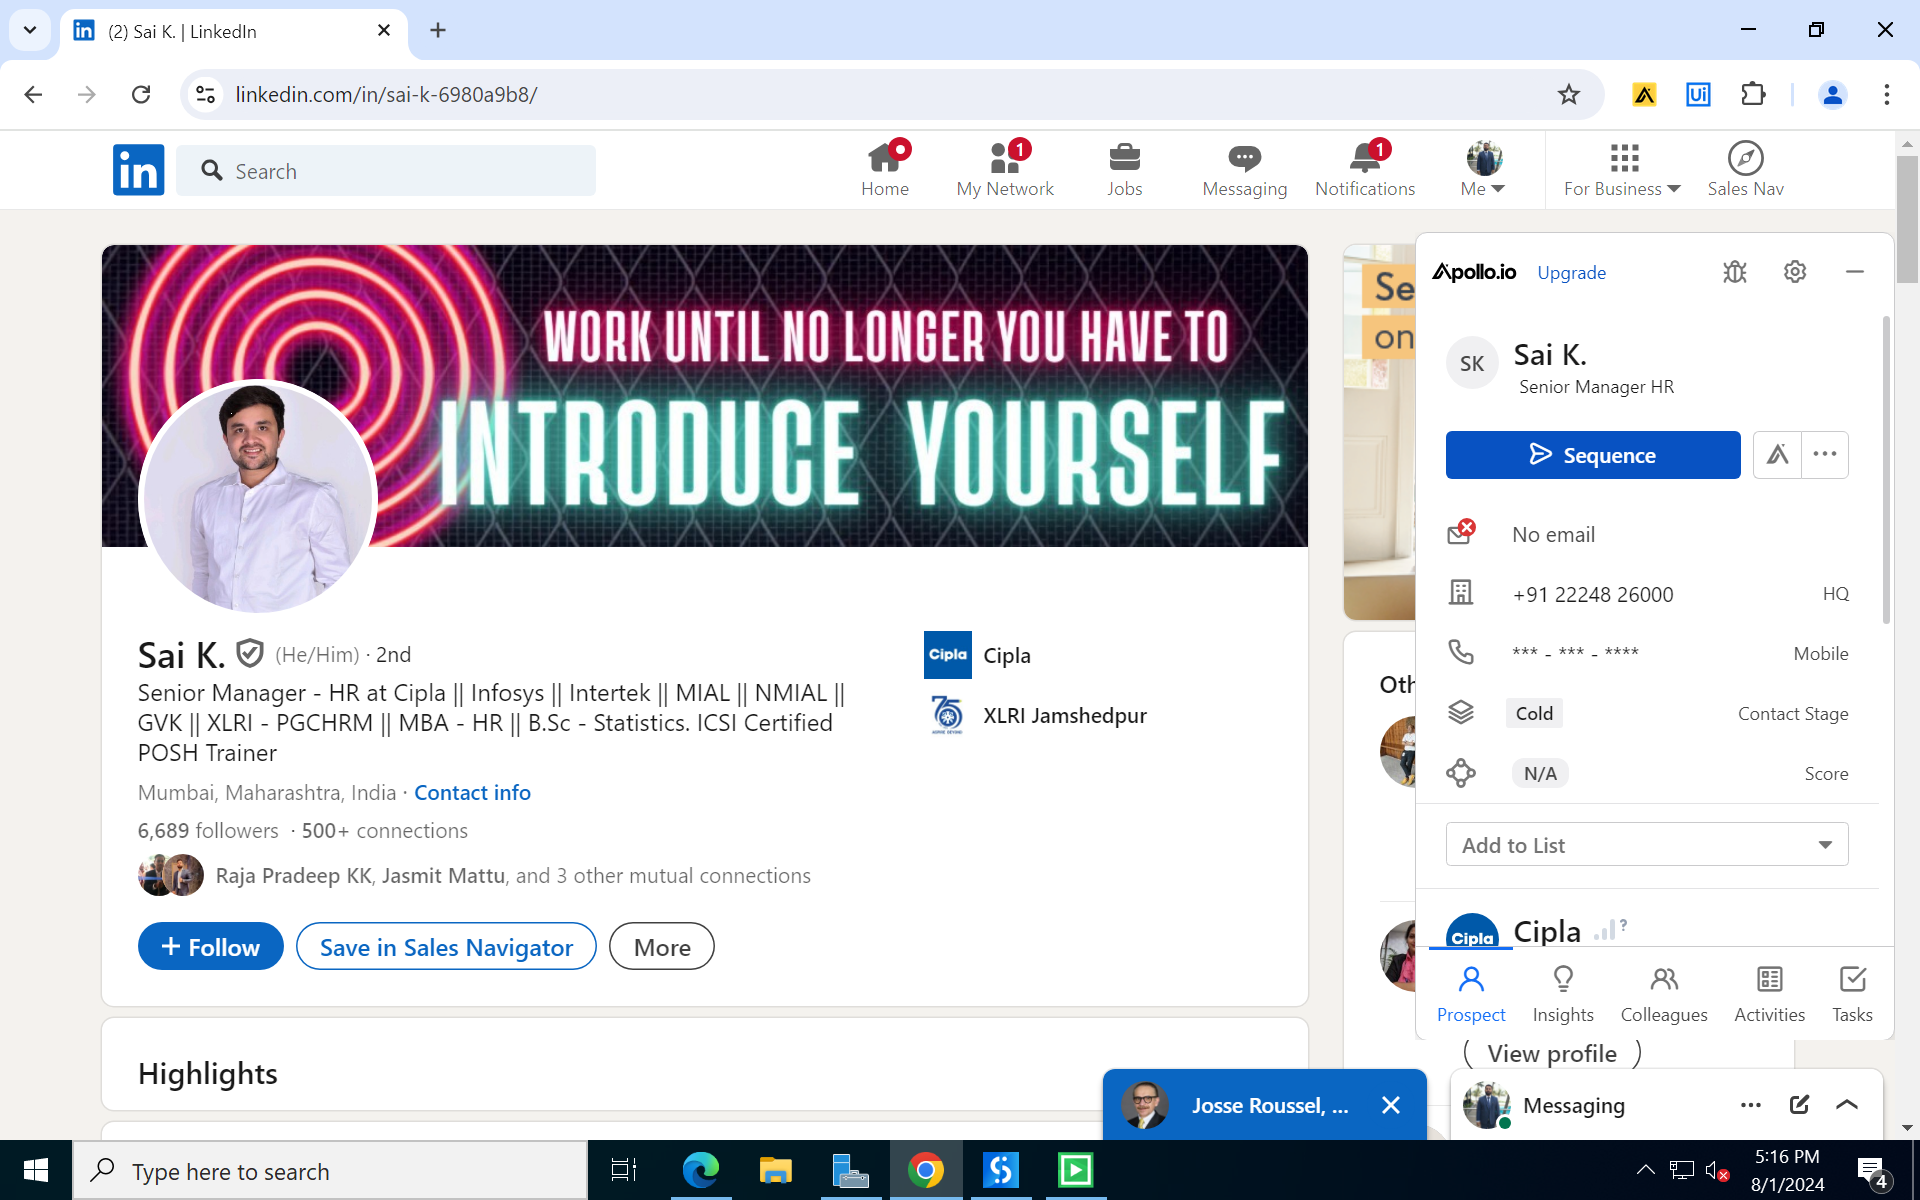 (2) Sai K. | LinkedIn
linkedin.com/in/sai-k-6980a9b8/
Ui
in
Search
Home
1
My Network
Jobs
Messaging
1
Notifications
Me
For Business
Sales Nav
WORK UNTIL NO LONGER YOU HAVE TO
INTRODUCE YOURSELF
Sai K. (He/Him) · 2nd
Senior Manager - HR at Cipla || Infosys || Intertek || MIAL || NMIAL ||
GVK || XLRI - PGCHRM || MBA - HR || B.Sc - Statistics. ICSI Certified
POSH Trainer
Mumbai, Maharashtra, India · Contact info
6,689 followers · 500+ connections
Raja Pradeep KK, Jasmit Mattu, and 3 other mutual connections
+ Follow
Save in Sales Navigator
More
Cipla
Cipla
75
XLRI Jamshedpur
Highlights
Se
on
Oth
Apollo.io
Upgrade
SK
Sai K.
Senior Manager HR
Sequence
No email
+91 22248 26000
HQ
*** - *** - ****
Mobile
Cold
Contact Stage
N/A
Score
Add to List
Cipla
Cipla
?
Prospect
Insights
Colleagues
Activities
Tasks
View profile
Josse Roussel, ...
Messaging
Type here to search
5:16 PM
8/1/2024
4